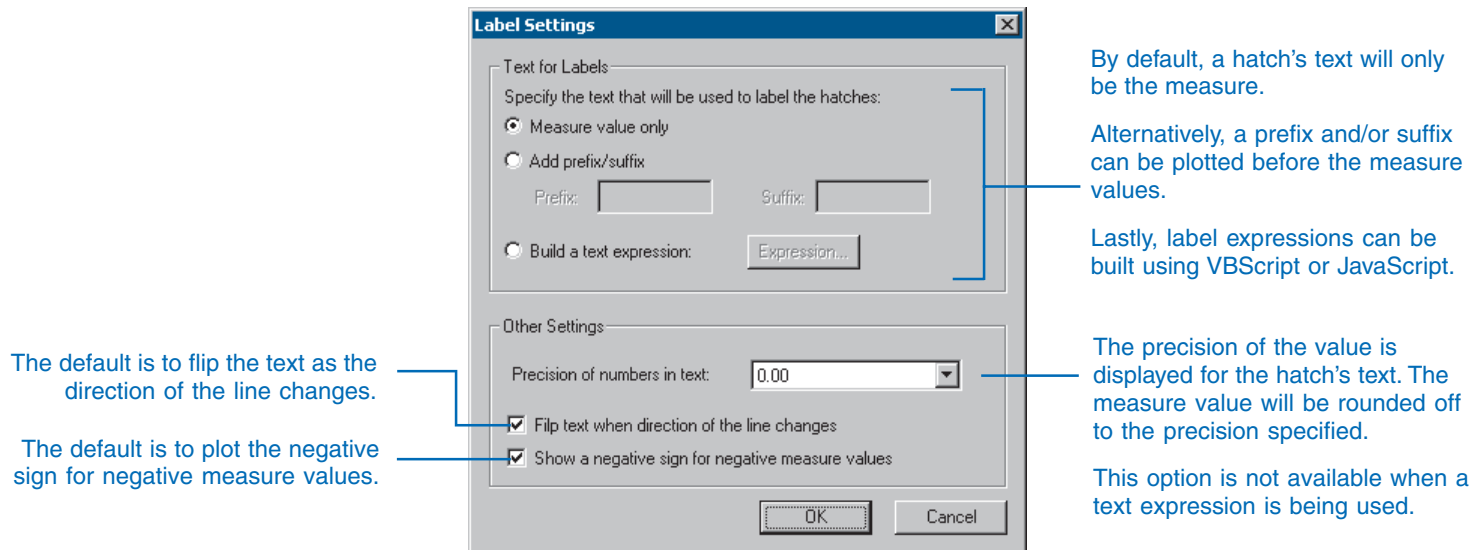 Label Settings
Text for Labels
Specify the text that will be used to label the hatches:
Measure value only
Add prefix/suffix
Prefix:
Suffix:
Build a text expression:
Expression...
Other Settings
Precision of numbers in text:
0.00
Filp text when direction of the line changes
Show a negative sign for negative measure values
OK
Cancel
The default is to flip the text as the
direction of the line changes.
The default is to plot the negative
sign for negative measure values.
By default, a hatch’s text will only
be the measure.
Alternatively, a prefix and/or suffix
can be plotted before the measure
values.
Lastly, label expressions can be
built using VBScript or JavaScript.
The precision of the value is
displayed for the hatch’s text. The
measure value will be rounded off
to the precision specified.
This option is not available when a
text expression is being used.